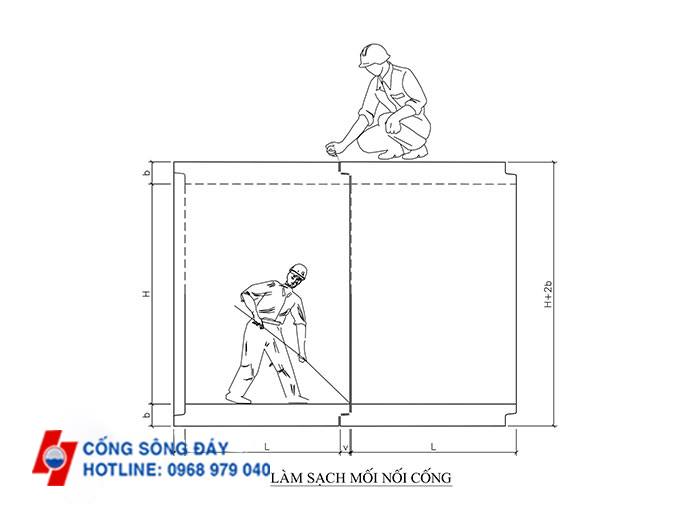 b
H
b
H+2b
L
v
L
CỐNG SÔNG ĐÁY
HOTLINE: 0968 979 040
LÀM SẠCH MỐI NỐI CỐNG